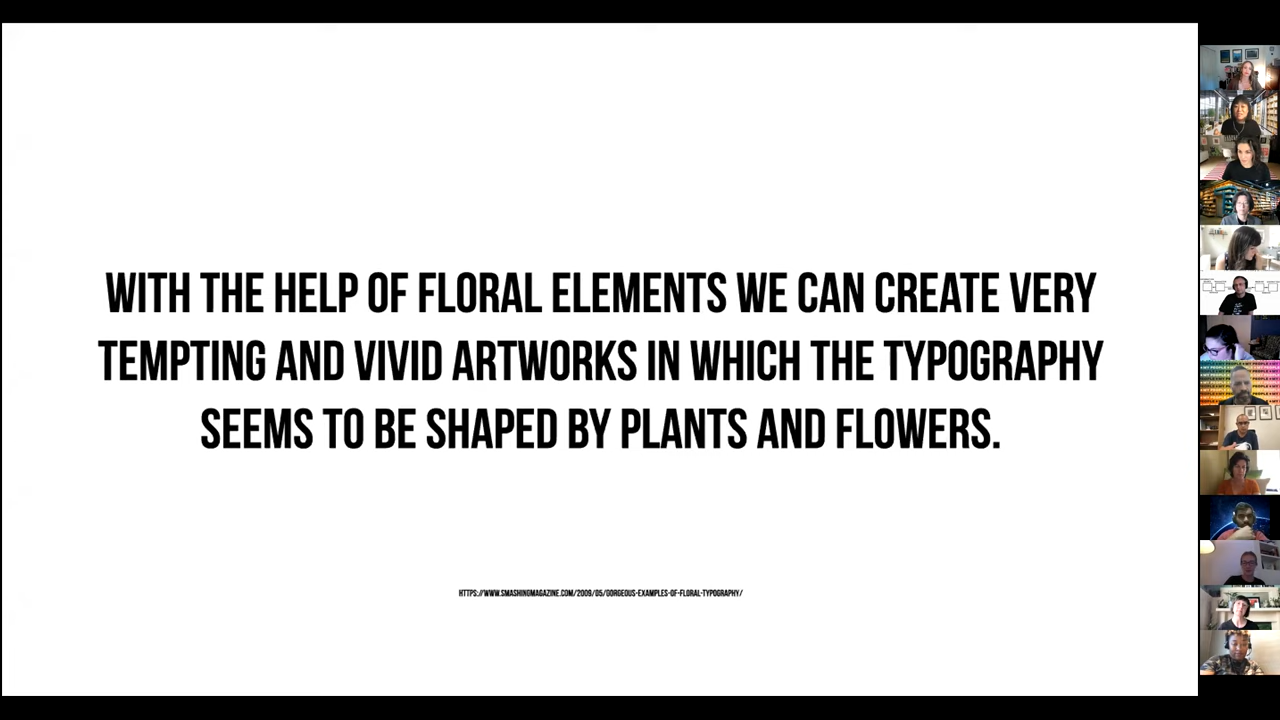 WITH THE HELP OF FLORAL ELEMENTS WE CAN CREATE VERY
TEMPTING AND VIVID ARTWORKS IN WHICH THE TYPOGRAPHY
SEEMS TO BE SHAPED BY PLANTS AND FLOWERS.
HTTPS://WWW.SMASHINGMAGAZINE.COM/2009/05/GORGEOUS-EXAMPLES-OF-FLORAL-TYPOGRAPHY/